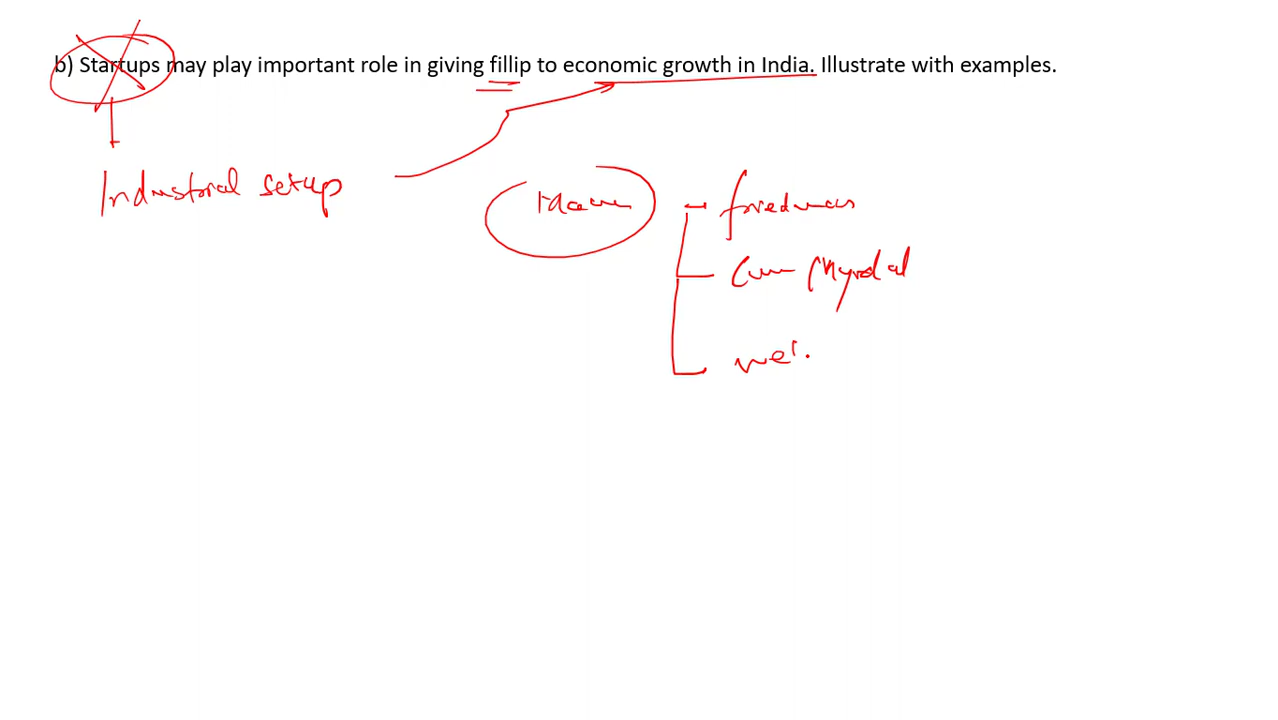 b) Startups may play important role in giving fillip to economic growth in India. Illustrate with examples.
Industrial setup
friedman
Myrdal